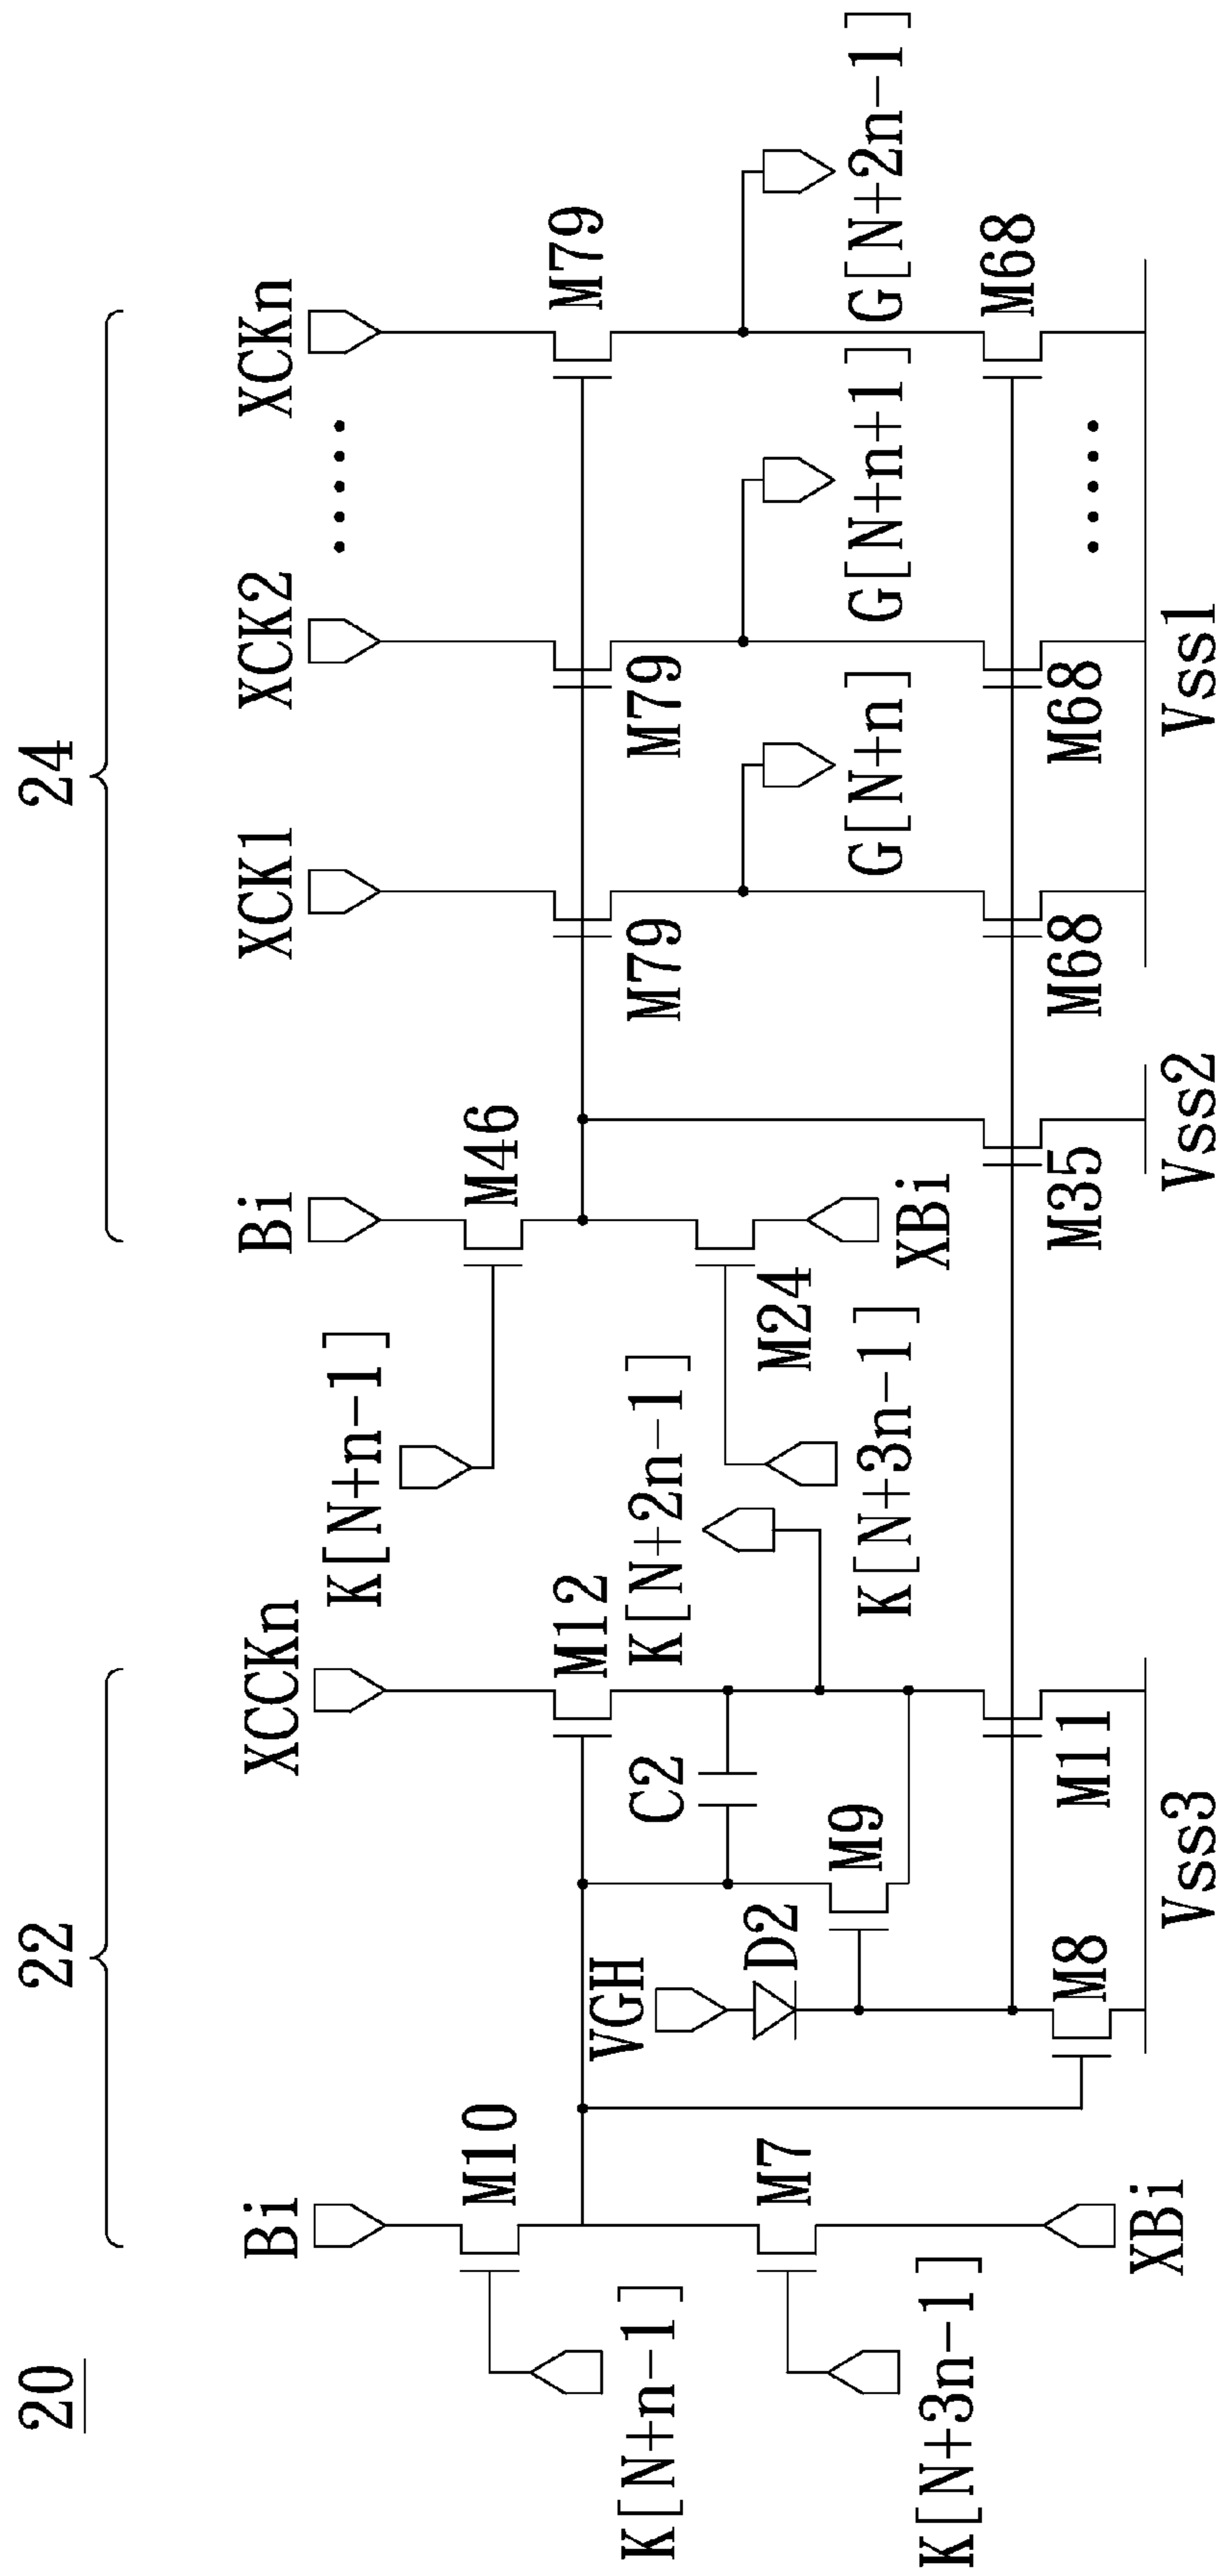 20
22
24
Bi
XCCKn
Bi
XCK1
XCK2
XCKn
K[N+n-1]
M10
M12
M46
M79
K[N+n-1]
VGH
C2
K[N+2n-1]
M79
M79
D2
M7
M9
M24
K[N+3n-1]
K[N+3n-1]
XBi
G[N+n]
G[N+n+1]
G[N+2n-1]
M8
M11
M35
M68
M68
M68
XBi
Vss3
Vss2
Vss1